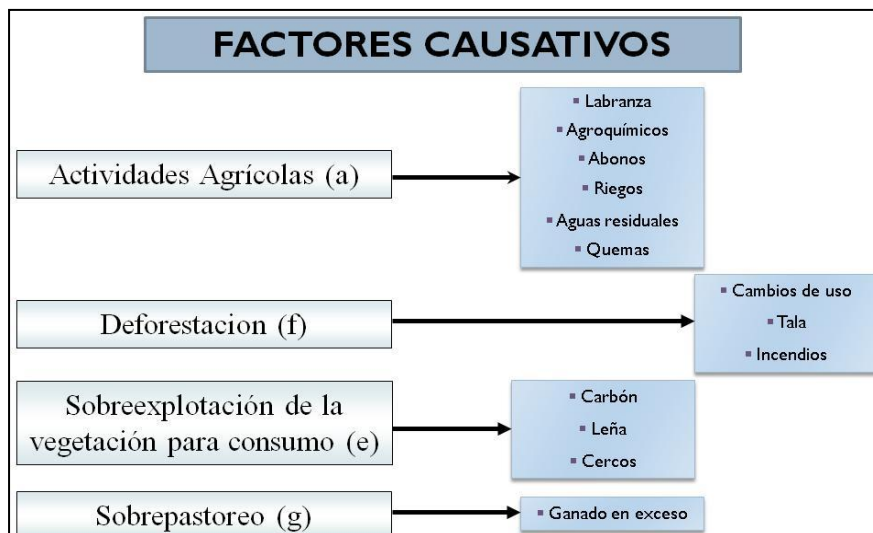 FACTORES CAUSATIVOS
Actividades Agrícolas (a)
▪ Labranza
▪ Agroquímicos
▪ Abonos
▪ Riegos
▪ Aguas residuales
▪ Quemas
Deforestacion (f)
▪ Cambios de uso
▪ Tala
▪ Incendios
Sobreexplotación de la
vegetación para consumo (e)
▪ Carbón
▪ Leña
▪ Cercos
Sobrepastoreo (g)
▪ Ganado en exceso